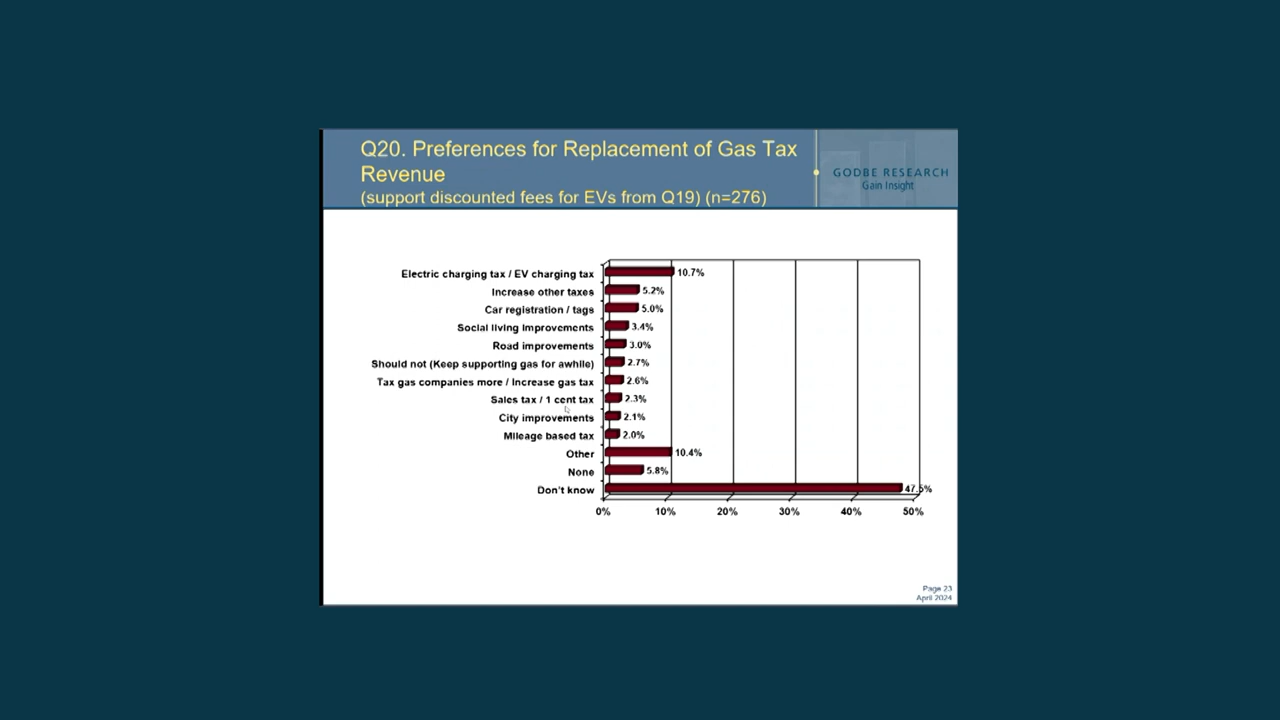 Q20. Preferences for Replacement of Gas Tax
Revenue
(support discounted fees for EVs from Q19) (n=276)
GODBE RESEARCH
Gain Insight
Electric charging tax / EV charging tax 10.7%
Increase other taxes 5.2%
Car registration / tags 5.0%
Social living improvements 3.4%
Road improvements 3.0%
Should not (Keep supporting gas for awhile) 2.7%
Tax gas companies more / Increase gas tax 2.6%
Sales tax / 1 cent tax 2.3%
City improvements 2.1%
Mileage based tax 2.0%
Other 10.4%
None 5.8%
Don't know 47.5%
0% 10% 20% 30% 40% 50%
Page 23
April 2024